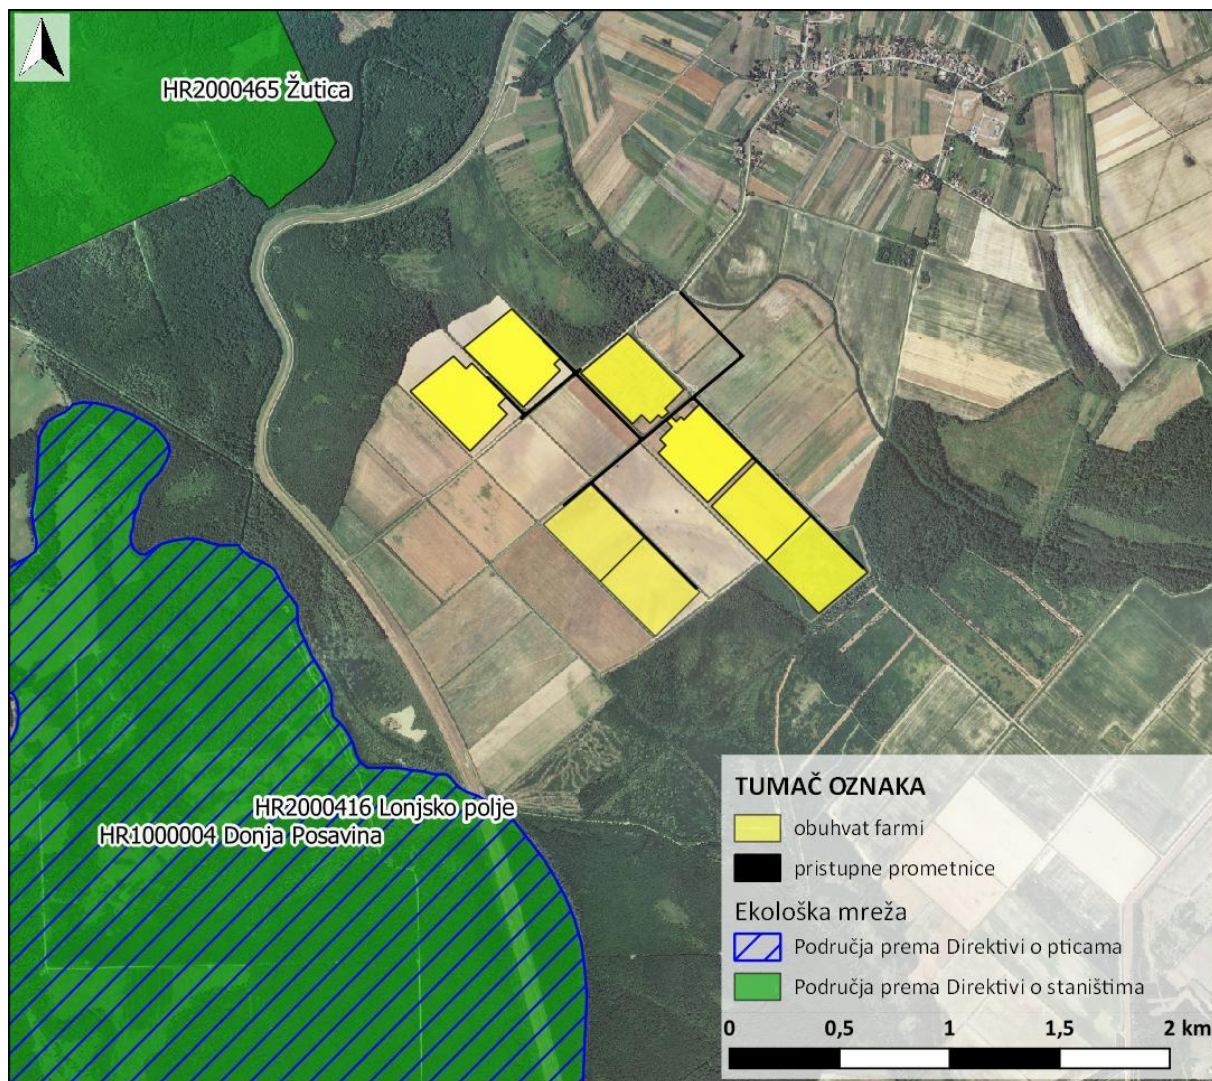 HR2000465 Žutica
HR2000416 Lonjsko polje
HR1000004 Donja Posavina
TUMAČ OZNAKA
obuhvat farmi
pristupne prometnice
Ekološka mreža
Područja prema Direktivi o pticama
Područja prema Direktivi o staništima
0 0,5 1 1,5 2 km